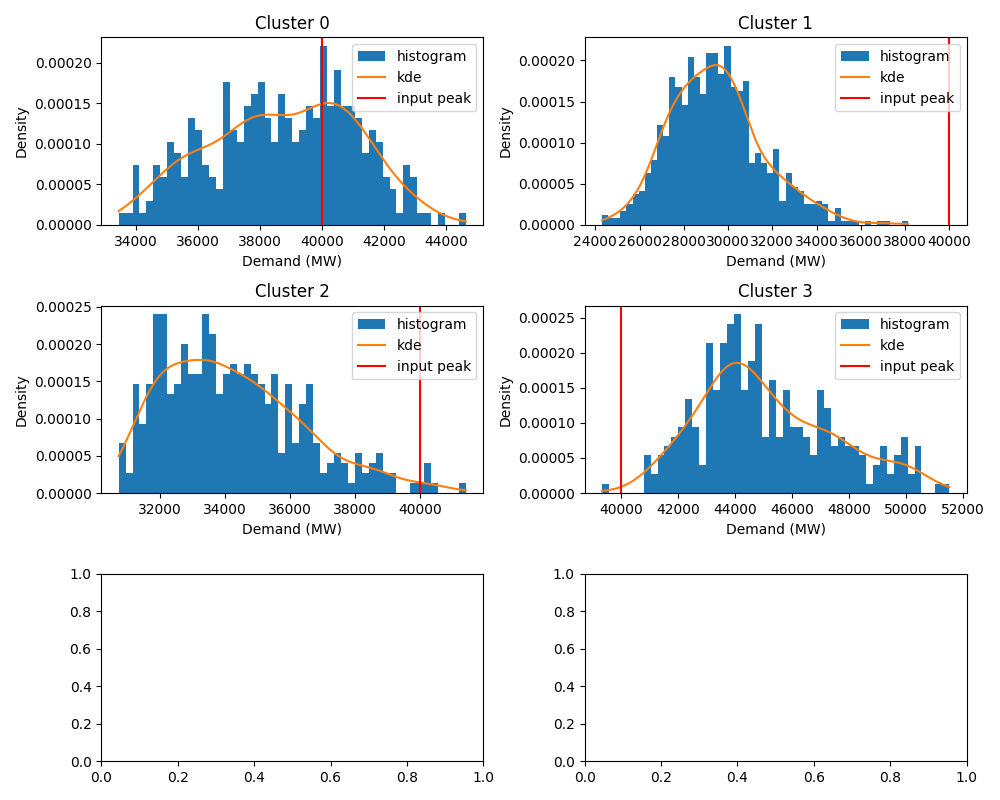 Cluster 0
Density
0.00020
0.00015
0.00010
0.00005
0.00000
histogram
kde
input peak
34000 36000 38000 40000 42000 44000
Demand (MW)
Cluster 1
Density
0.00020
0.00015
0.00010
0.00005
0.00000
histogram
kde
input peak
24000 26000 28000 30000 32000 34000 36000 38000 40000
Demand (MW)
Cluster 2
Density
0.00025
0.00020
0.00015
0.00010
0.00005
0.00000
histogram
kde
input peak
32000 34000 36000 38000 40000
Demand (MW)
Cluster 3
Density
0.00025
0.00020
0.00015
0.00010
0.00005
0.00000
histogram
kde
input peak
40000 42000 44000 46000 48000 50000 52000
Demand (MW)
1.0
0.8
0.6
0.4
0.2
0.0
0.0 0.2 0.4 0.6 0.8 1.0
1.0
0.8
0.6
0.4
0.2
0.0
0.0 0.2 0.4 0.6 0.8 1.0